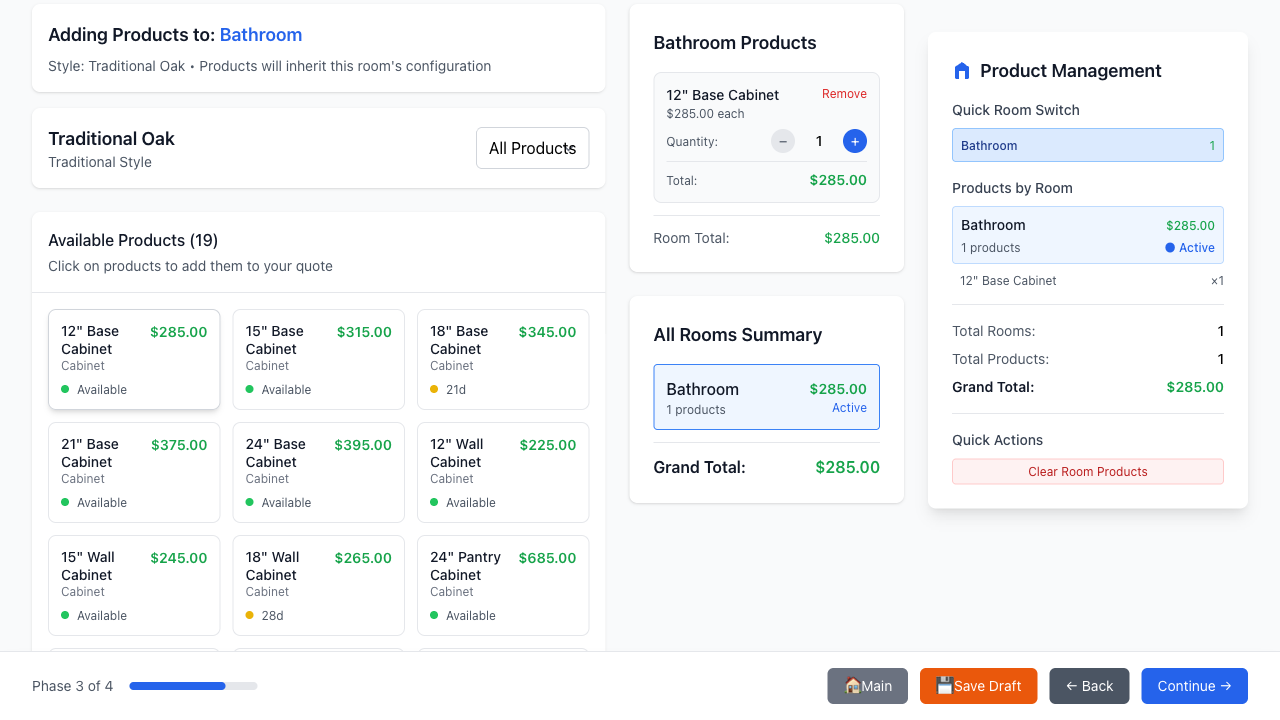 Adding Products to: Bathroom
Style: Traditional Oak • Products will inherit this room's configuration
Traditional Oak
Traditional Style
All Products
Available Products (19)
Click on products to add them to your quote
12" Base Cabinet
$285.00
Cabinet
Available
15" Base Cabinet
$315.00
Cabinet
Available
18" Base Cabinet
$345.00
Cabinet
21d
21" Base Cabinet
$375.00
Cabinet
Available
24" Base Cabinet
$395.00
Cabinet
Available
12" Wall Cabinet
$225.00
Cabinet
Available
15" Wall Cabinet
$245.00
Cabinet
Available
18" Wall Cabinet
$265.00
Cabinet
28d
24" Pantry Cabinet
$685.00
Cabinet
Available
Bathroom Products
12" Base Cabinet
Remove
$285.00 each
Quantity:
− 1 +
Total: $285.00
Room Total: $285.00
All Rooms Summary
Bathroom $285.00
1 products Active
Grand Total: $285.00
Product Management
Quick Room Switch
Bathroom 1
Products by Room
Bathroom $285.00
1 products Active
12" Base Cabinet ×1
Total Rooms: 1
Total Products: 1
Grand Total: $285.00
Quick Actions
Clear Room Products
Phase 3 of 4
🏠Main
💾Save Draft
← Back
Continue →